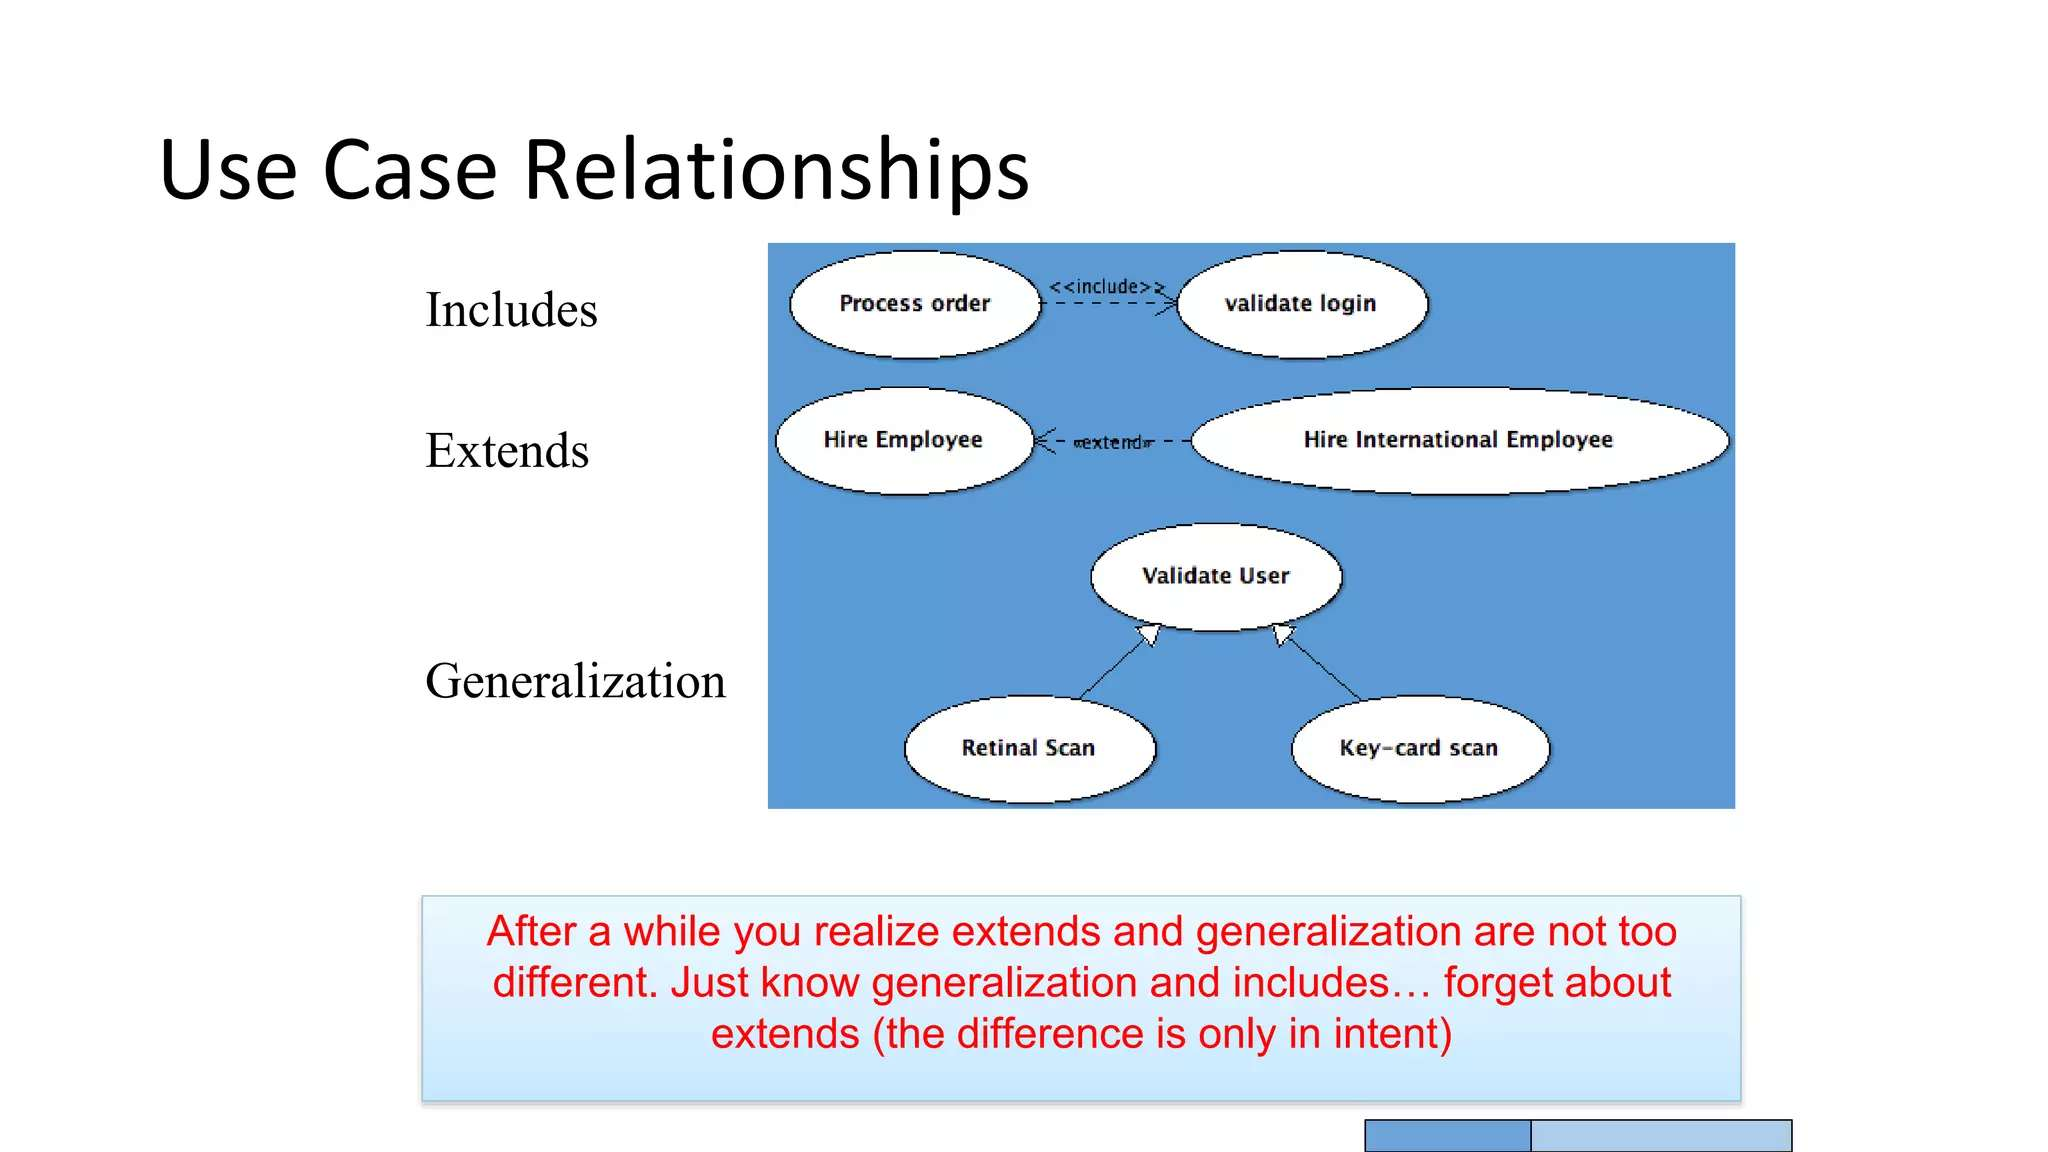 Use Case Relationships
Includes
Process order
<<include>>
validate login
Extends
Hire Employee
«extend»
Hire International Employee
Validate User
Generalization
Retinal Scan
Key-card scan
After a while you realize extends and generalization are not too
different. Just know generalization and includes… forget about
extends (the difference is only in intent)